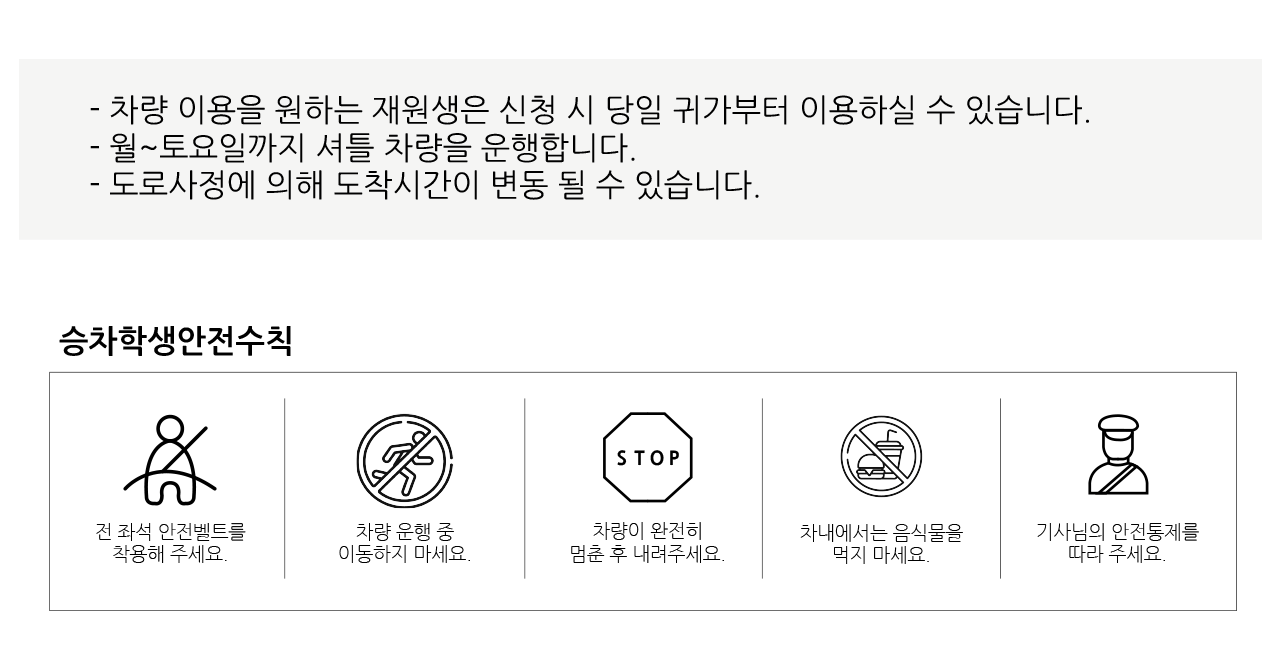 - 차량 이용을 원하는 재원생은 신청 시 당일 귀가부터 이용하실 수 있습니다.
- 월~토요일까지 셔틀 차량을 운행합니다.
- 도로사정에 의해 도착시간이 변동 될 수 있습니다.
승차학생안전수칙
전 좌석 안전벨트를
착용해 주세요.
차량 운행 중
이동하지 마세요.
STOP
차량이 완전히
멈춘 후 내려주세요.
차내에서는 음식물을
먹지 마세요.
기사님의 안전통제를
따라 주세요.